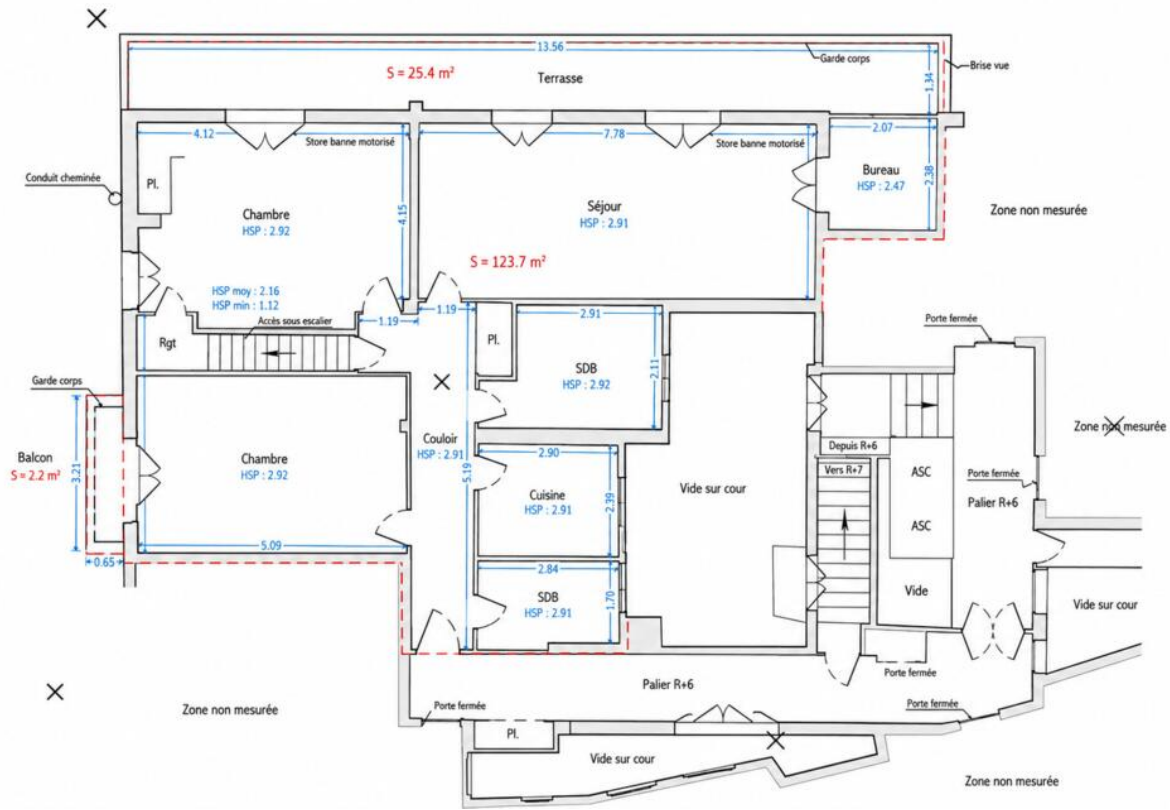 13.56
Garde corps
Brise vue
S = 25.4 m²
Terrasse
1.34
4.12
Store banne motorisé
7.78
Store banne motorisé
2.07
Conduit cheminée
Pl.
Chambre
HSP : 2.92
4.15
Séjour
HSP : 2.91
Bureau
HSP : 2.47
2.38
Zone non mesurée
S = 123.7 m²
HSP moy : 2.16
HSP min : 1.12
Accès sous escalier
1.19
1.19
2.91
Porte fermée
Rgt
Pl.
SDB
HSP : 2.92
2.11
Garde corps
Balcon
S = 2.2 m²
3.21
0.65
Chambre
HSP : 2.92
5.09
Couloir
HSP : 2.91
5.19
2.90
Cuisine
HSP : 2.91
2.39
2.84
SDB
HSP : 2.91
1.70
Vide sur cour
Depuis R+6
Vers R+7
ASC
ASC
Vide
Porte fermée
Palier R+6
Zone non mesurée
Vide sur cour
Porte fermée
Palier R+6
Porte fermée
Zone non mesurée
Porte fermée
Pl.
Vide sur cour
Zone non mesurée